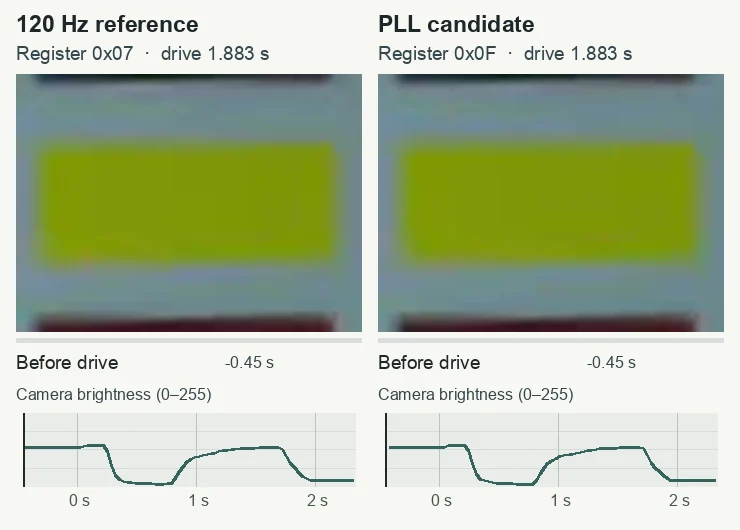 120 Hz reference
Register 0x07 · drive 1.883 s
Before drive -0.45 s
Camera brightness (0–255)
0 s 1 s 2 s
PLL candidate
Register 0x0F · drive 1.883 s
Before drive -0.45 s
Camera brightness (0–255)
0 s 1 s 2 s